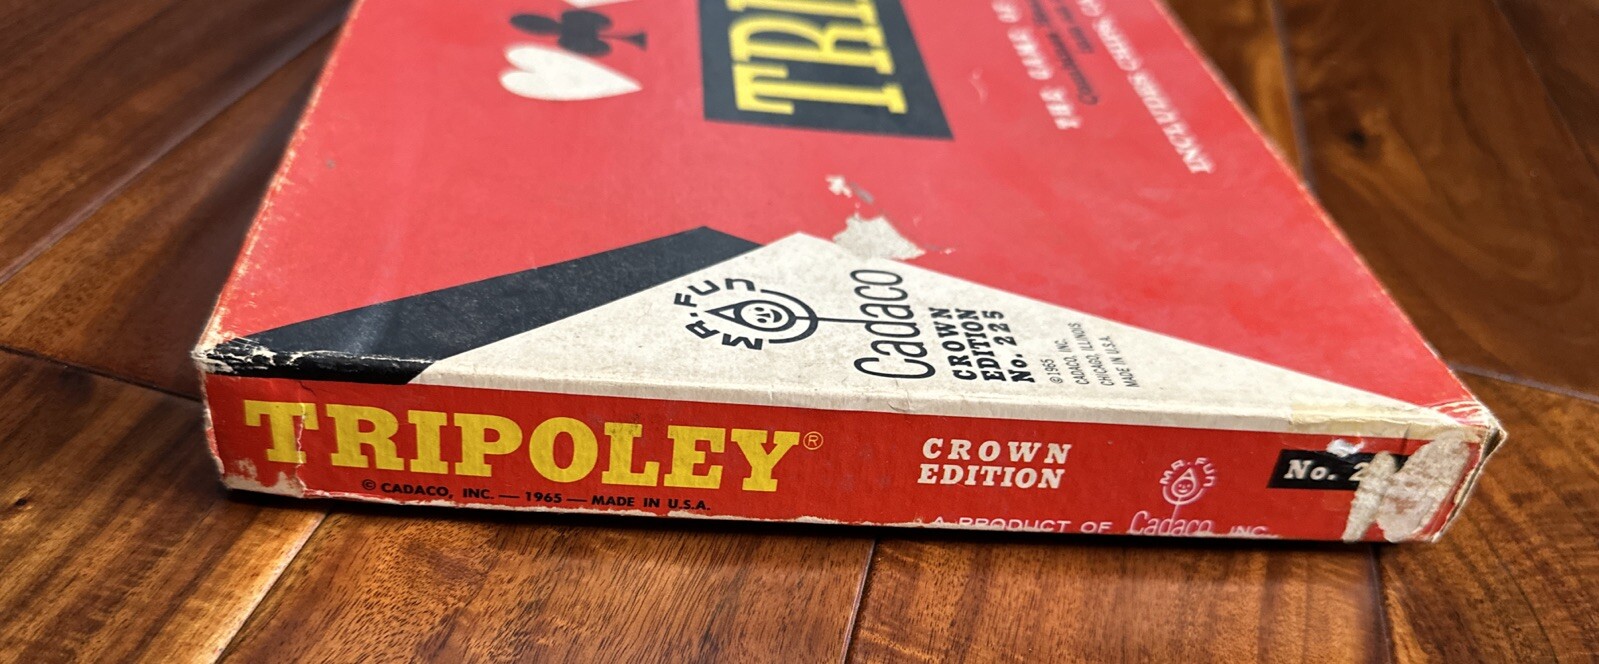 TRI
THE GAME OF
INCLUDES
MR. FUN
Cadaco
CROWN
EDITION
No. 225
© 1965
CADACO, INC.
CHICAGO, ILLINOIS
MADE IN U.S.A.
TRIPOLEY®
© CADACO, INC. — 1965 — MADE IN U.S.A.
CROWN
EDITION
MR. FUN
No. 2
A PRODUCT OF Cadaco, INC.